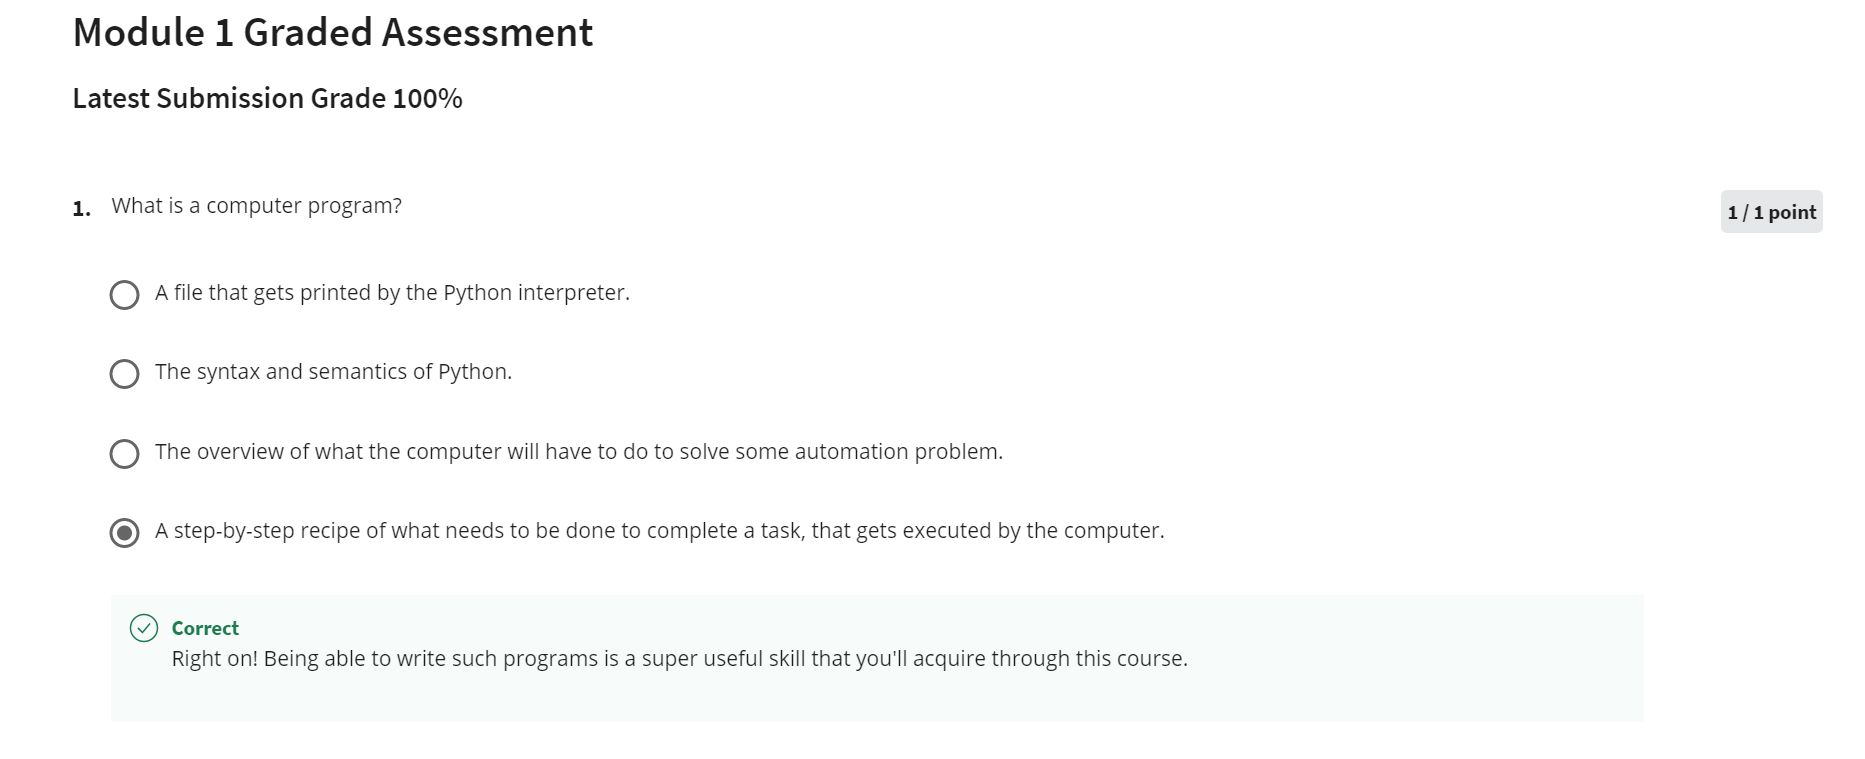 Module 1 Graded Assessment
Latest Submission Grade 100%
1. What is a computer program?
1 / 1 point
A file that gets printed by the Python interpreter.
The syntax and semantics of Python.
The overview of what the computer will have to do to solve some automation problem.
A step-by-step recipe of what needs to be done to complete a task, that gets executed by the computer.
Correct
Right on! Being able to write such programs is a super useful skill that you'll acquire through this course.